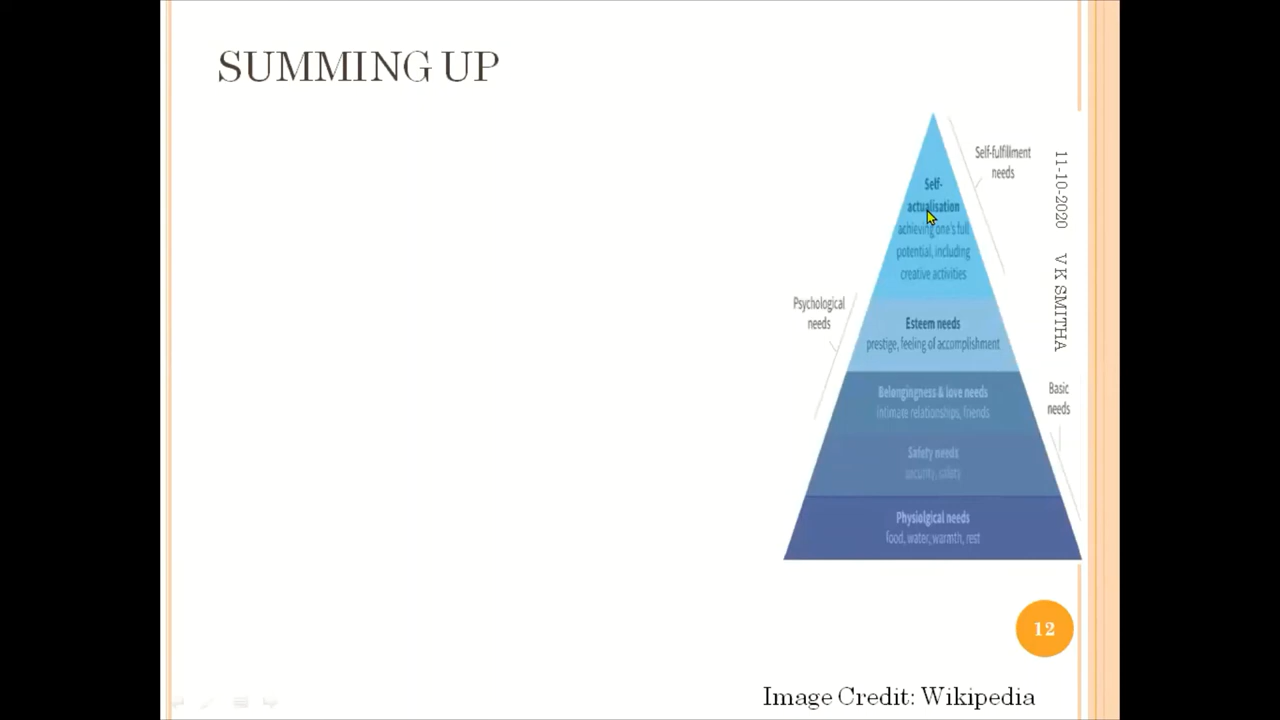 SUMMING UP
Self-fulfillment
needs
11-10-2020 V K SMITHA
Self-
actualisation
achieving one's full
potential, including
creative activities
Psychological
needs
Esteem needs
prestige, feeling of accomplishment
Basic
needs
Belongingness & love needs
intimate relationships, friends
Safety needs
security, safety
Physiolgical needs
food, water, warmth, rest
12
Image Credit: Wikipedia